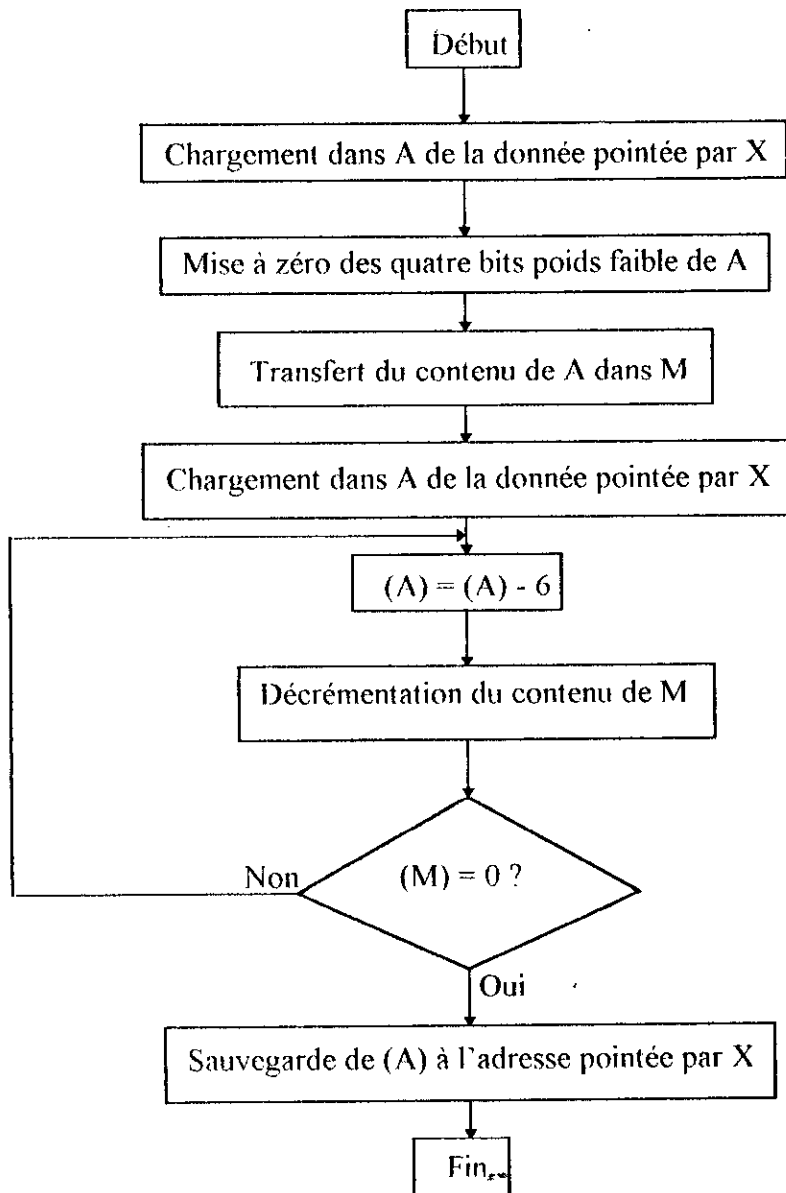 Début
Chargement dans A de la donnée pointée par X
Mise à zéro des quatre bits poids faible de A
Transfert du contenu de A dans M
Chargement dans A de la donnée pointée par X
(A) = (A) - 6
Décrémentation du contenu de M
Non
(M) = 0 ?
Oui
Sauvegarde de (A) à l'adresse pointée par X
Fin